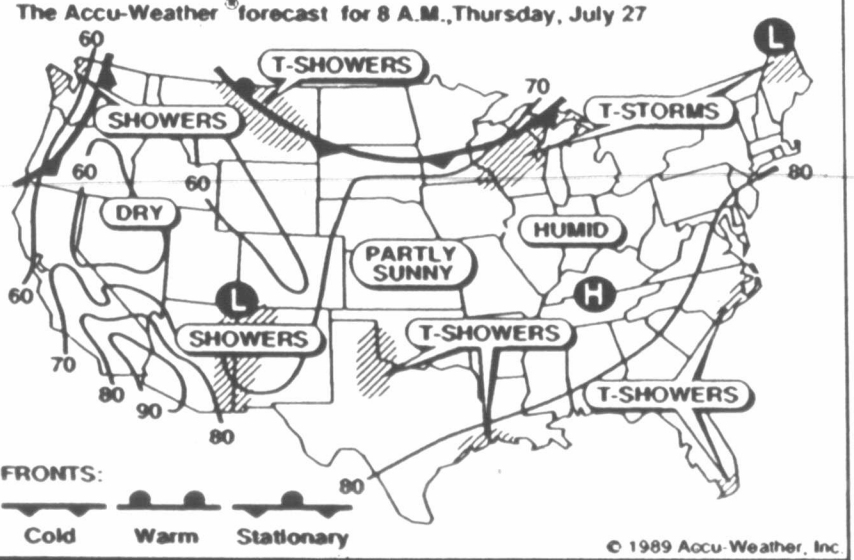 The Accu-Weather® forecast for 8 A.M., Thursday, July 27
60
L
T-SHOWERS
70
SHOWERS
T-STORMS
60
60
80
DRY
HUMID
PARTLY
SUNNY
60
L
H
SHOWERS
T-SHOWERS
70
80
90
T-SHOWERS
80
80
FRONTS:
Cold Warm Stationary
© 1989 Accu-Weather, Inc.